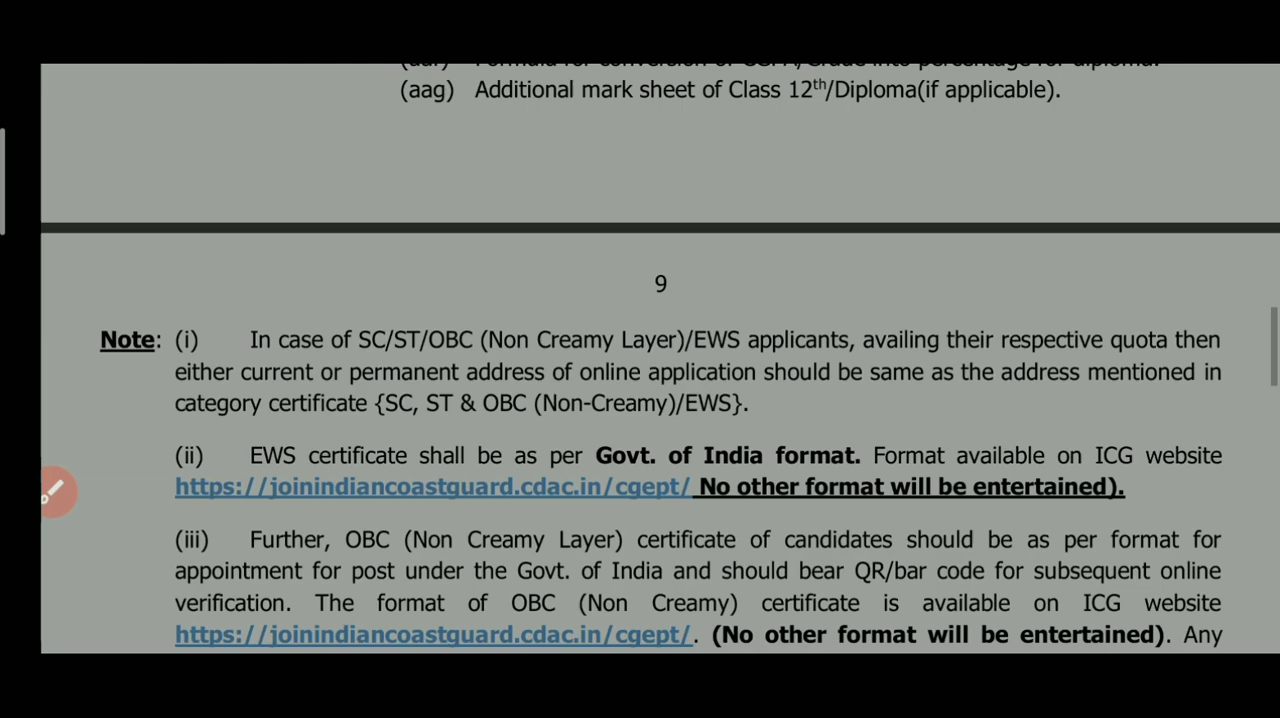 (aag) Additional mark sheet of Class 12th/Diploma(if applicable).
9
Note: (i) In case of SC/ST/OBC (Non Creamy Layer)/EWS applicants, availing their respective quota then
either current or permanent address of online application should be same as the address mentioned in
category certificate {SC, ST & OBC (Non-Creamy)/EWS}.
(ii) EWS certificate shall be as per Govt. of India format. Format available on ICG website
https://joinindiancoastguard.cdac.in/cgept/ No other format will be entertained).
(iii) Further, OBC (Non Creamy Layer) certificate of candidates should be as per format for
appointment for post under the Govt. of India and should bear QR/bar code for subsequent online
verification. The format of OBC (Non Creamy) certificate is available on ICG website
https://joinindiancoastguard.cdac.in/cgept/. (No other format will be entertained). Any